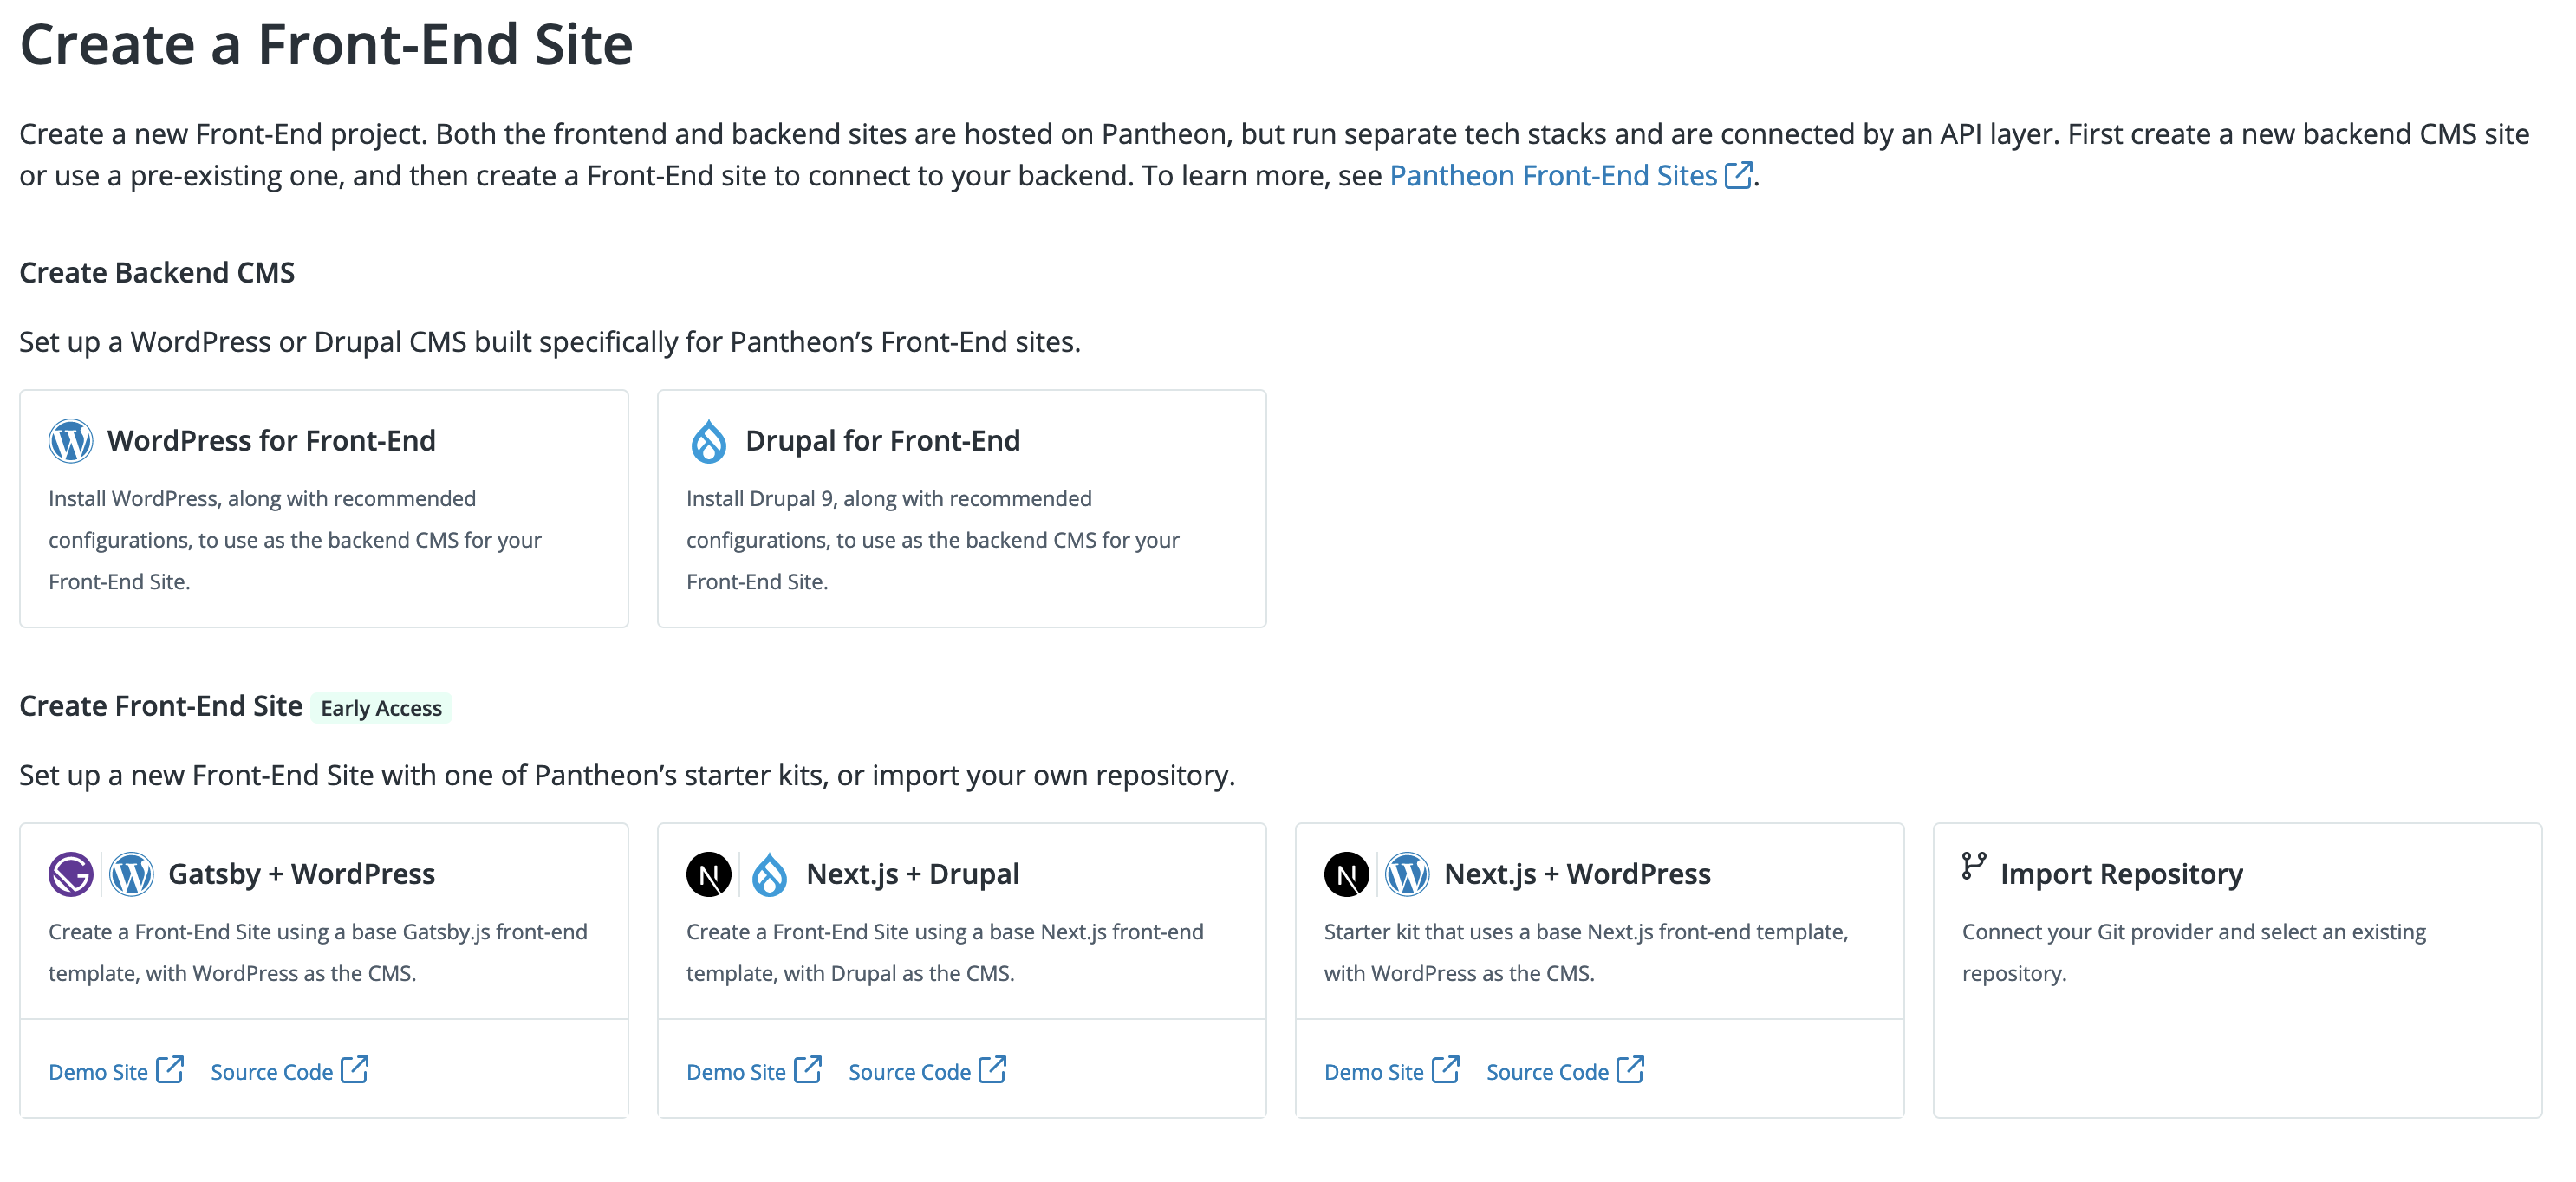 Create a Front-End Site
Create a new Front-End project. Both the frontend and backend sites are hosted on Pantheon, but run separate tech stacks and are connected by an API layer. First create a new backend CMS site
or use a pre-existing one, and then create a Front-End site to connect to your backend. To learn more, see Pantheon Front-End Sites.
Create Backend CMS
Set up a WordPress or Drupal CMS built specifically for Pantheon’s Front-End sites.
WordPress for Front-End
Install WordPress, along with recommended
configurations, to use as the backend CMS for your
Front-End Site.
Drupal for Front-End
Install Drupal 9, along with recommended
configurations, to use as the backend CMS for your
Front-End Site.
Create Front-End Site Early Access
Set up a new Front-End Site with one of Pantheon’s starter kits, or import your own repository.
Gatsby + WordPress
Create a Front-End Site using a base Gatsby.js front-end
template, with WordPress as the CMS.
Demo Site Source Code
Next.js + Drupal
Create a Front-End Site using a base Next.js front-end
template, with Drupal as the CMS.
Demo Site Source Code
Next.js + WordPress
Starter kit that uses a base Next.js front-end template,
with WordPress as the CMS.
Demo Site Source Code
Import Repository
Connect your Git provider and select an existing
repository.